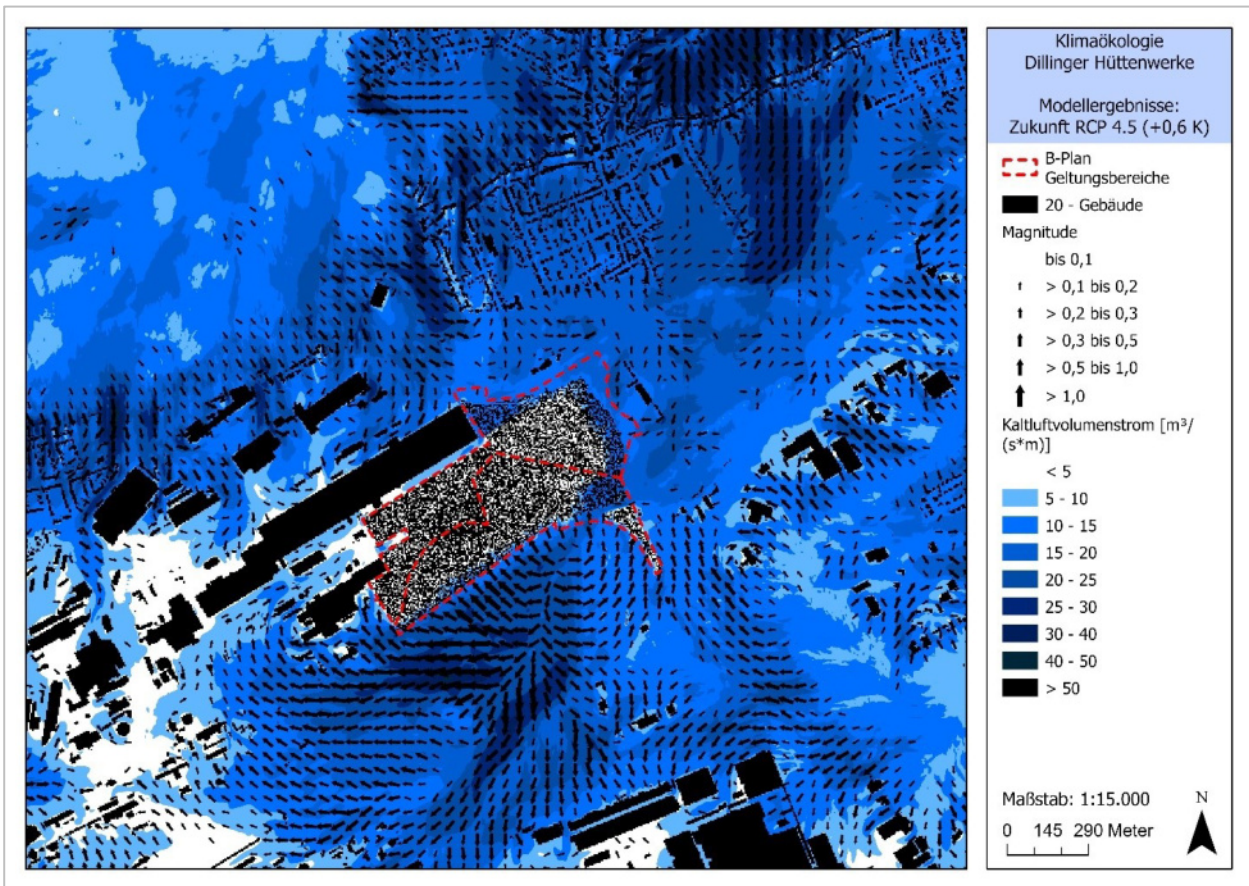 Klimaökologie
Dillinger Hüttenwerke
Modellergebnisse:
Zukunft RCP 4.5 (+0,6 K)
B-Plan
Geltungsbereiche
20 - Gebäude
Magnitude
bis 0,1
> 0,1 bis 0,2
> 0,2 bis 0,3
> 0,3 bis 0,5
> 0,5 bis 1,0
> 1,0
Kaltluftvolumenstrom [m³/
(s*m)]
< 5
5 - 10
10 - 15
15 - 20
20 - 25
25 - 30
30 - 40
40 - 50
> 50
Maßstab: 1:15.000
N
0 145 290 Meter